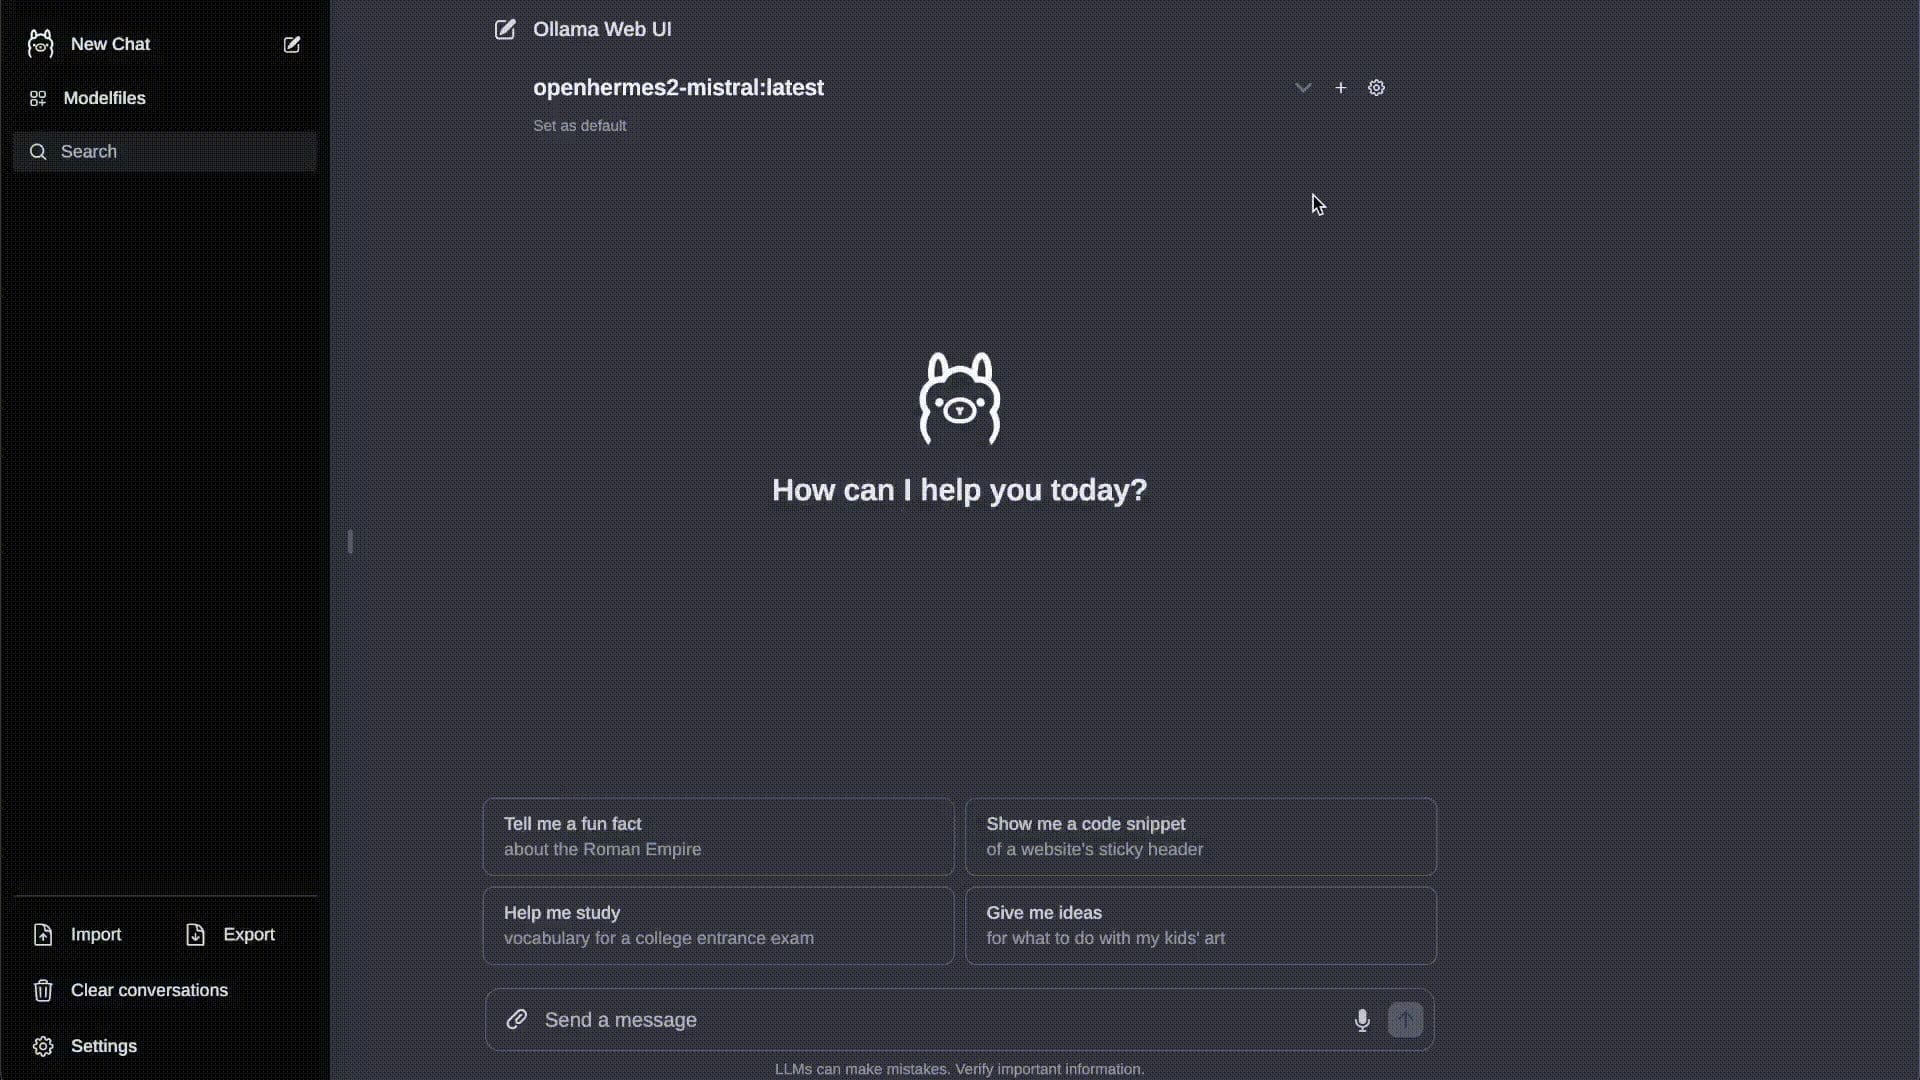 New Chat
Modelfiles
Search
Import
Export
Clear conversations
Settings
Ollama Web UI
openhermes2-mistral:latest
Set as default
How can I help you today?
Tell me a fun fact
about the Roman Empire
Show me a code snippet
of a website's sticky header
Help me study
vocabulary for a college entrance exam
Give me ideas
for what to do with my kids' art
Send a message
LLMs can make mistakes. Verify important information.